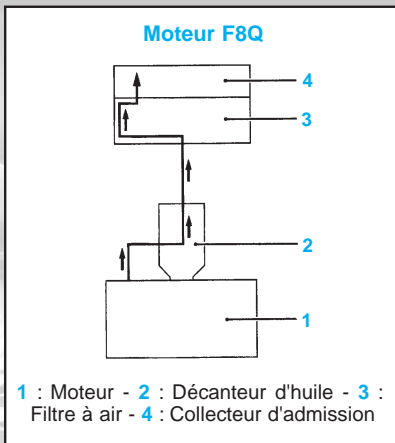 Moteur F8Q
4
3
2
1
1 : Moteur - 2 : Décanteur d'huile - 3 :
Filtre à air - 4 : Collecteur d'admission